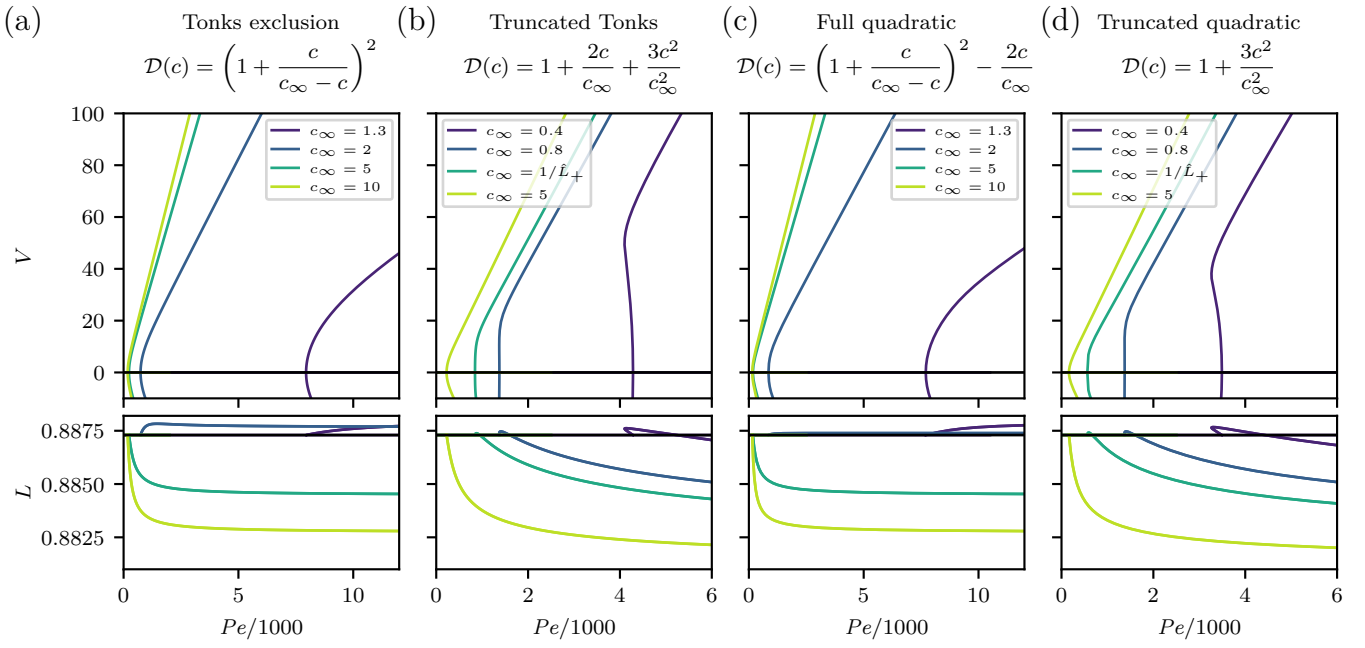 (a) Tonks exclusion
𝒟(c) = (1 + c/(c∞ − c))²
(b) Truncated Tonks
𝒟(c) = 1 + 2c/c∞ + 3c²/c∞²
(c) Full quadratic
𝒟(c) = (1 + c/(c∞ − c))² − 2c/c∞
(d) Truncated quadratic
𝒟(c) = 1 + 3c²/c∞²
V
100
80
60
40
20
0
c∞ = 1.3
c∞ = 2
c∞ = 5
c∞ = 10
c∞ = 0.4
c∞ = 0.8
c∞ = 1/L̂₊
c∞ = 5
c∞ = 1.3
c∞ = 2
c∞ = 5
c∞ = 10
c∞ = 0.4
c∞ = 0.8
c∞ = 1/L̂₊
c∞ = 5
L
0.8875
0.8850
0.8825
0 5 10
0 2 4 6
0 5 10
0 2 4 6
Pe/1000
Pe/1000
Pe/1000
Pe/1000